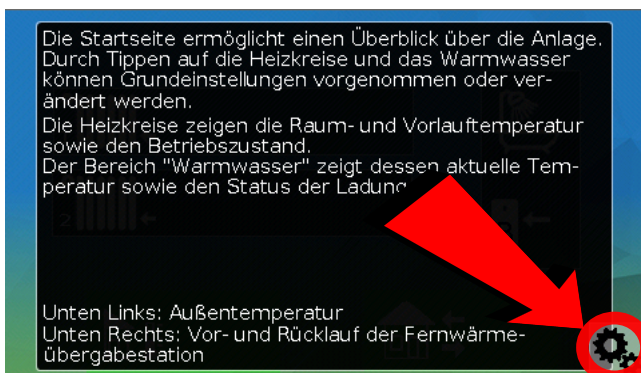 Die Startseite ermöglicht einen Überblick über die Anlage.
Durch Tippen auf die Heizkreise und das Warmwasser
können Grundeinstellungen vorgenommen oder ver-
ändert werden.
Die Heizkreise zeigen die Raum- und Vorlauftemperatur
sowie den Betriebszustand.
Der Bereich "Warmwasser" zeigt dessen aktuelle Tem-
peratur sowie den Status der Ladung
2
Unten Links: Außentemperatur
Unten Rechts: Vor- und Rücklauf der Fernwärme-
übergabestation